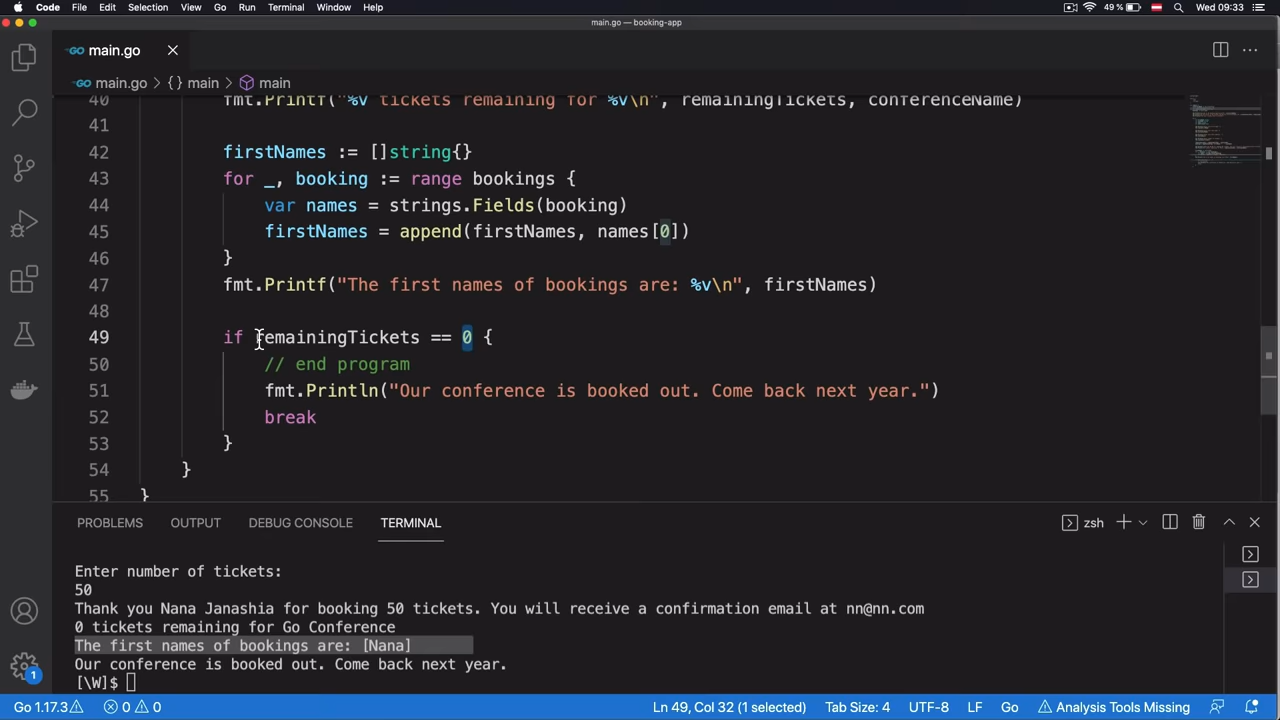 Code File Edit Selection View Go Run Terminal Window Help 49 % Wed 09:33
main.go — booking-app
main.go
main.go > { } main > main
40 fmt.Printf("%v tickets remaining for %v\n", remainingTickets, conferenceName)
41
42 firstNames := []string{}
43 for _, booking := range bookings {
44 var names = strings.Fields(booking)
45 firstNames = append(firstNames, names[0])
46 }
47 fmt.Printf("The first names of bookings are: %v\n", firstNames)
48
49 if remainingTickets == 0 {
50 // end program
51 fmt.Println("Our conference is booked out. Come back next year.")
52 break
53 }
54 }
55 }
PROBLEMS OUTPUT DEBUG CONSOLE TERMINAL zsh
Enter number of tickets:
50
Thank you Nana Janashia for booking 50 tickets. You will receive a confirmation email at nn@nn.com
0 tickets remaining for Go Conference
The first names of bookings are: [Nana]
Our conference is booked out. Come back next year.
[\W]$
1
Go 1.17.3 0 0 Ln 49, Col 32 (1 selected) Tab Size: 4 UTF-8 LF Go Analysis Tools Missing